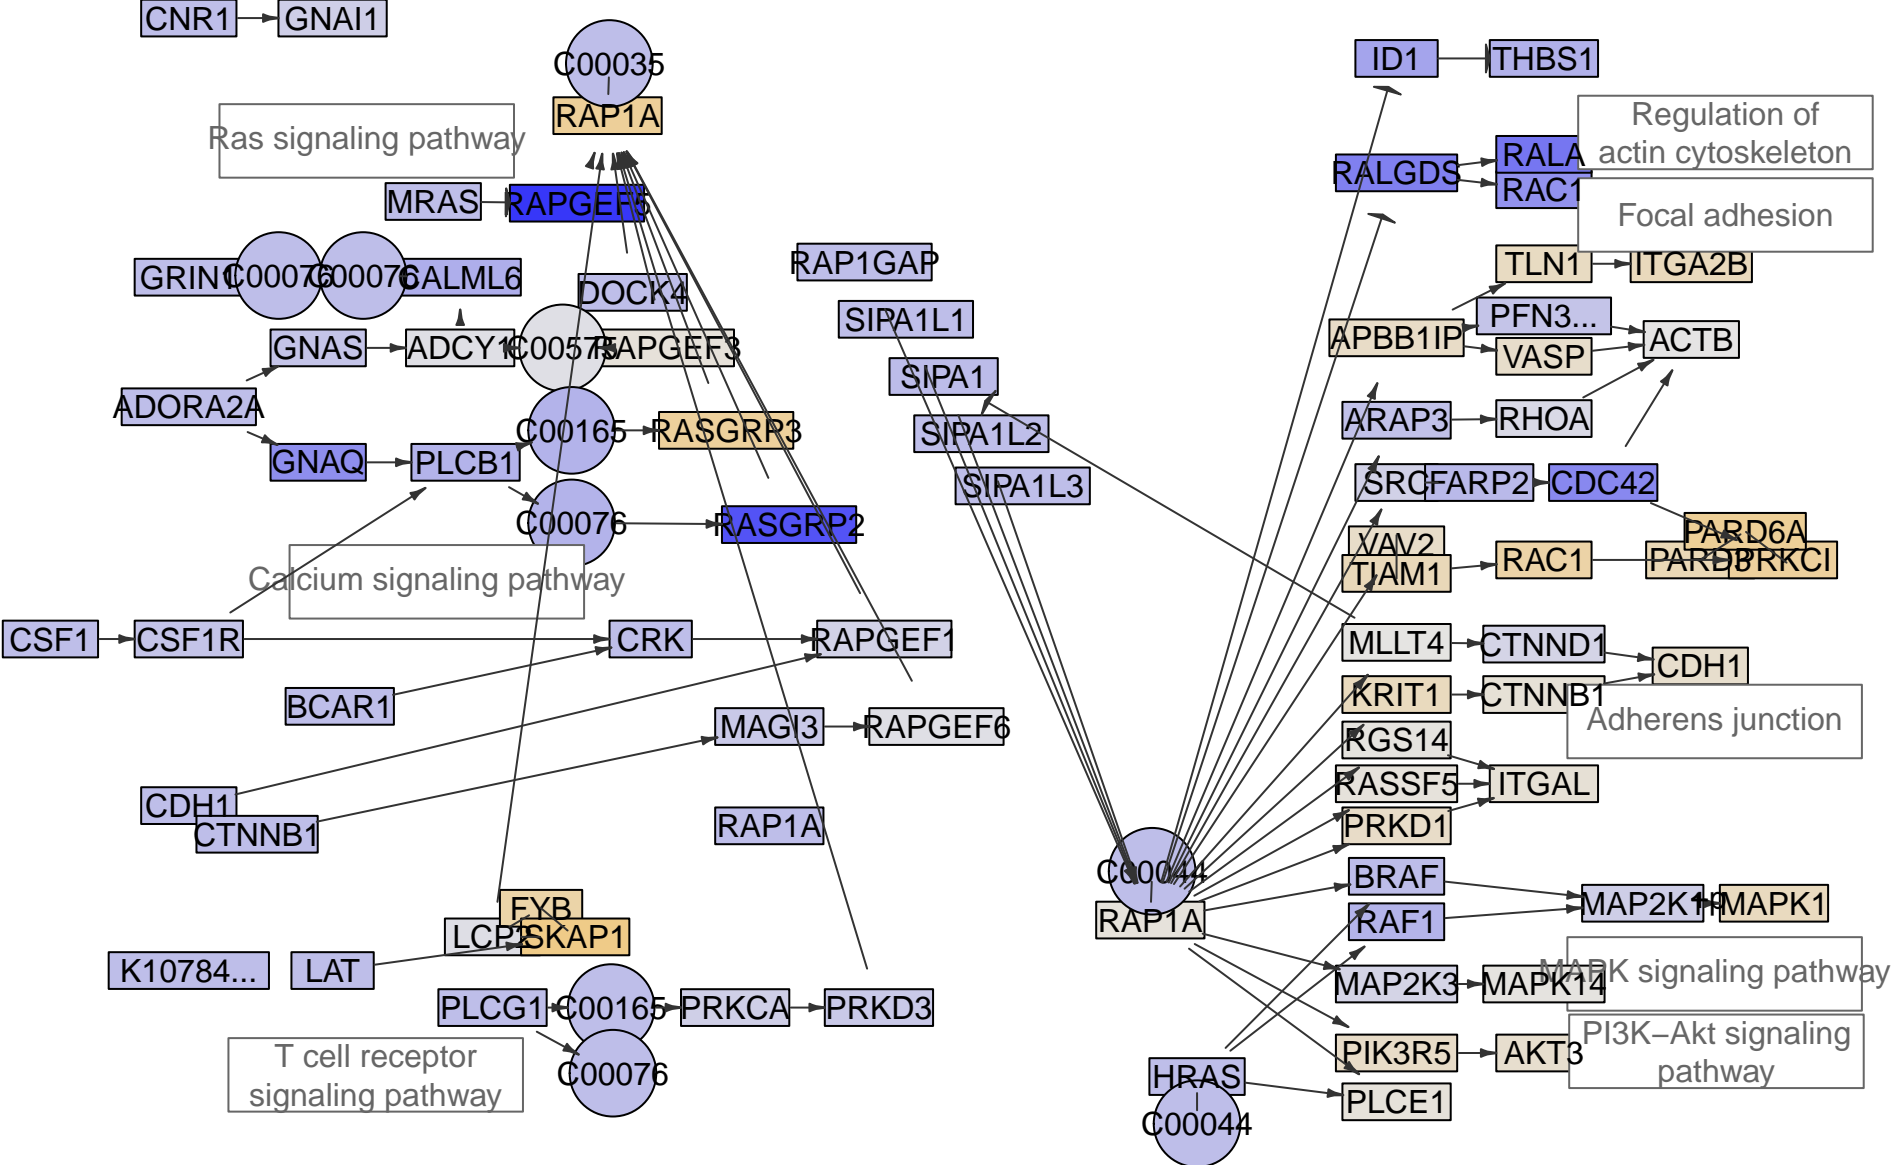 CNR1
GNAI1
C00035
RAP1A
Ras signaling pathway
MRAS
RAPGEF5
GRIN1
C00076
C00076
CALML6
DOCK4
GNAS
ADCY1
C00575
RAPGEF3
ADORA2A
C00165
RASGRP3
GNAQ
PLCB1
C00076
RASGRP2
Calcium signaling pathway
CSF1
CSF1R
CRK
RAPGEF1
BCAR1
MAGI3
RAPGEF6
CDH1
CTNNB1
RAP1A
FYB
LCP2
SKAP1
K10784...
LAT
PLCG1
C00165
PRKCA
PRKD3
C00076
T cell receptor
signaling pathway
RAP1GAP
SIPA1L1
SIPA1
SIPA1L2
SIPA1L3
C00044
RAP1A
HRAS
C00044
ID1
THBS1
Regulation of
actin cytoskeleton
RALGDS
RALA
RAC1
Focal adhesion
TLN1
ITGA2B
PFN3...
APBB1IP
VASP
ACTB
ARAP3
RHOA
SRC
FARP2
CDC42
VAV2
TIAM1
RAC1
PARD6A
PARD3
PRKCI
MLLT4
CTNND1
CDH1
KRIT1
CTNNB1
Adherens junction
RGS14
RASSF5
ITGAL
PRKD1
BRAF
RAF1
MAP2K1
+p
MAPK1
MAPK signaling pathway
MAP2K3
MAPK14
PIK3R5
AKT3
PI3K−Akt signaling
pathway
PLCE1